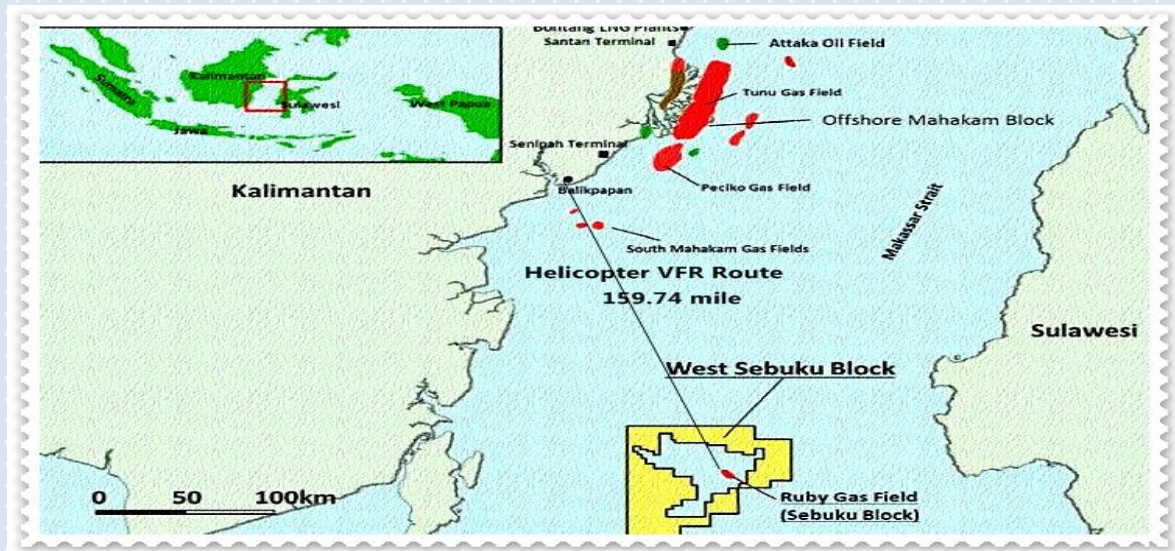 Bontang LNG Plants
Santan Terminal
Attaka Oil Field
Kalimantan
Sumatra
Sulawesi
West Papua
Jawa
Tunu Gas Field
Offshore Mahakam Block
Senipah Terminal
Kalimantan
Balikpapan
Peciko Gas Field
Makassar Strait
South Mahakam Gas Fields
Helicopter VFR Route
159.74 mile
Sulawesi
West Sebuku Block
0 50 100km
Ruby Gas Field
(Sebuku Block)